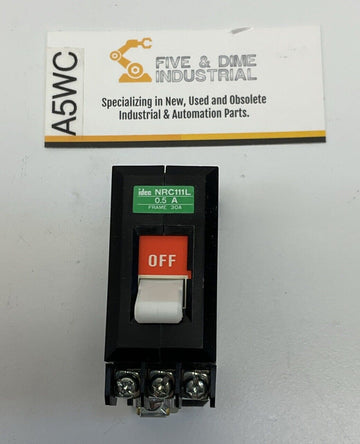 A5WC
FIVE & DIME
INDUSTRIAL
Specializing in New, Used and Obsolete
Industrial & Automation Parts.
idec NRC111L
0.5 A
FRAME 30A
OFF